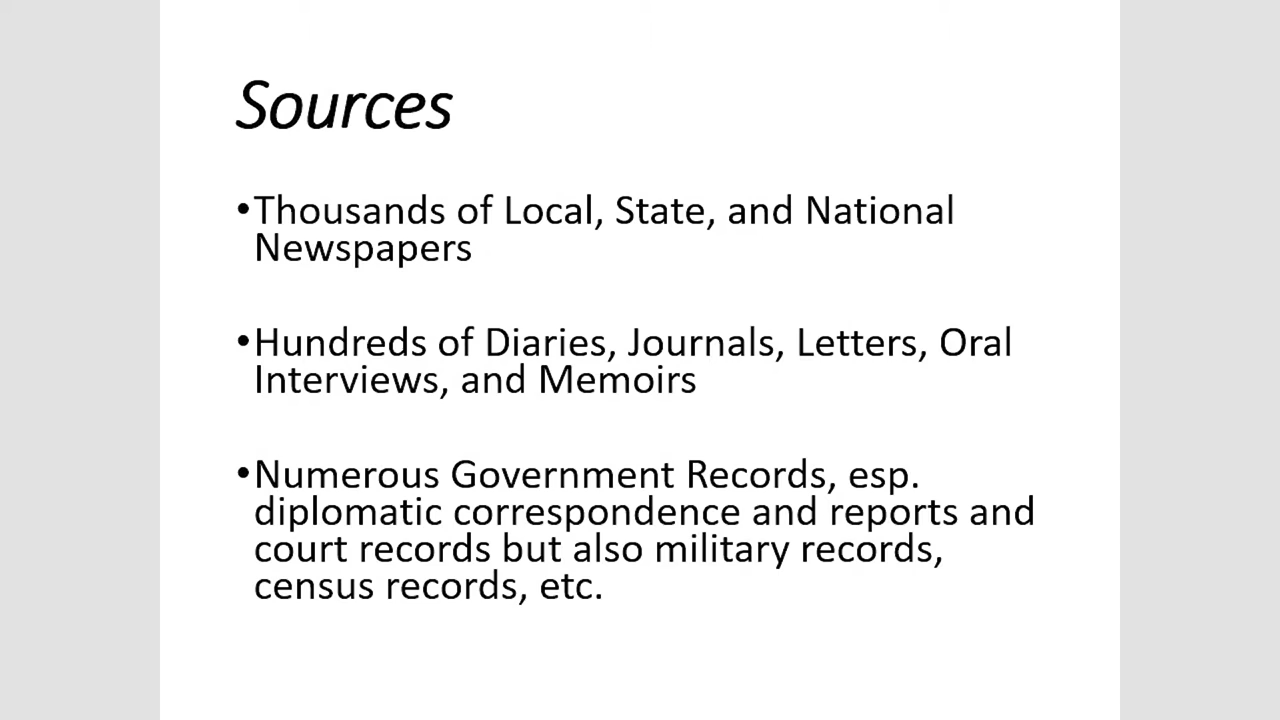 Sources
•Thousands of Local, State, and National
Newspapers
•Hundreds of Diaries, Journals, Letters, Oral
Interviews, and Memoirs
•Numerous Government Records, esp.
diplomatic correspondence and reports and
court records but also military records,
census records, etc.